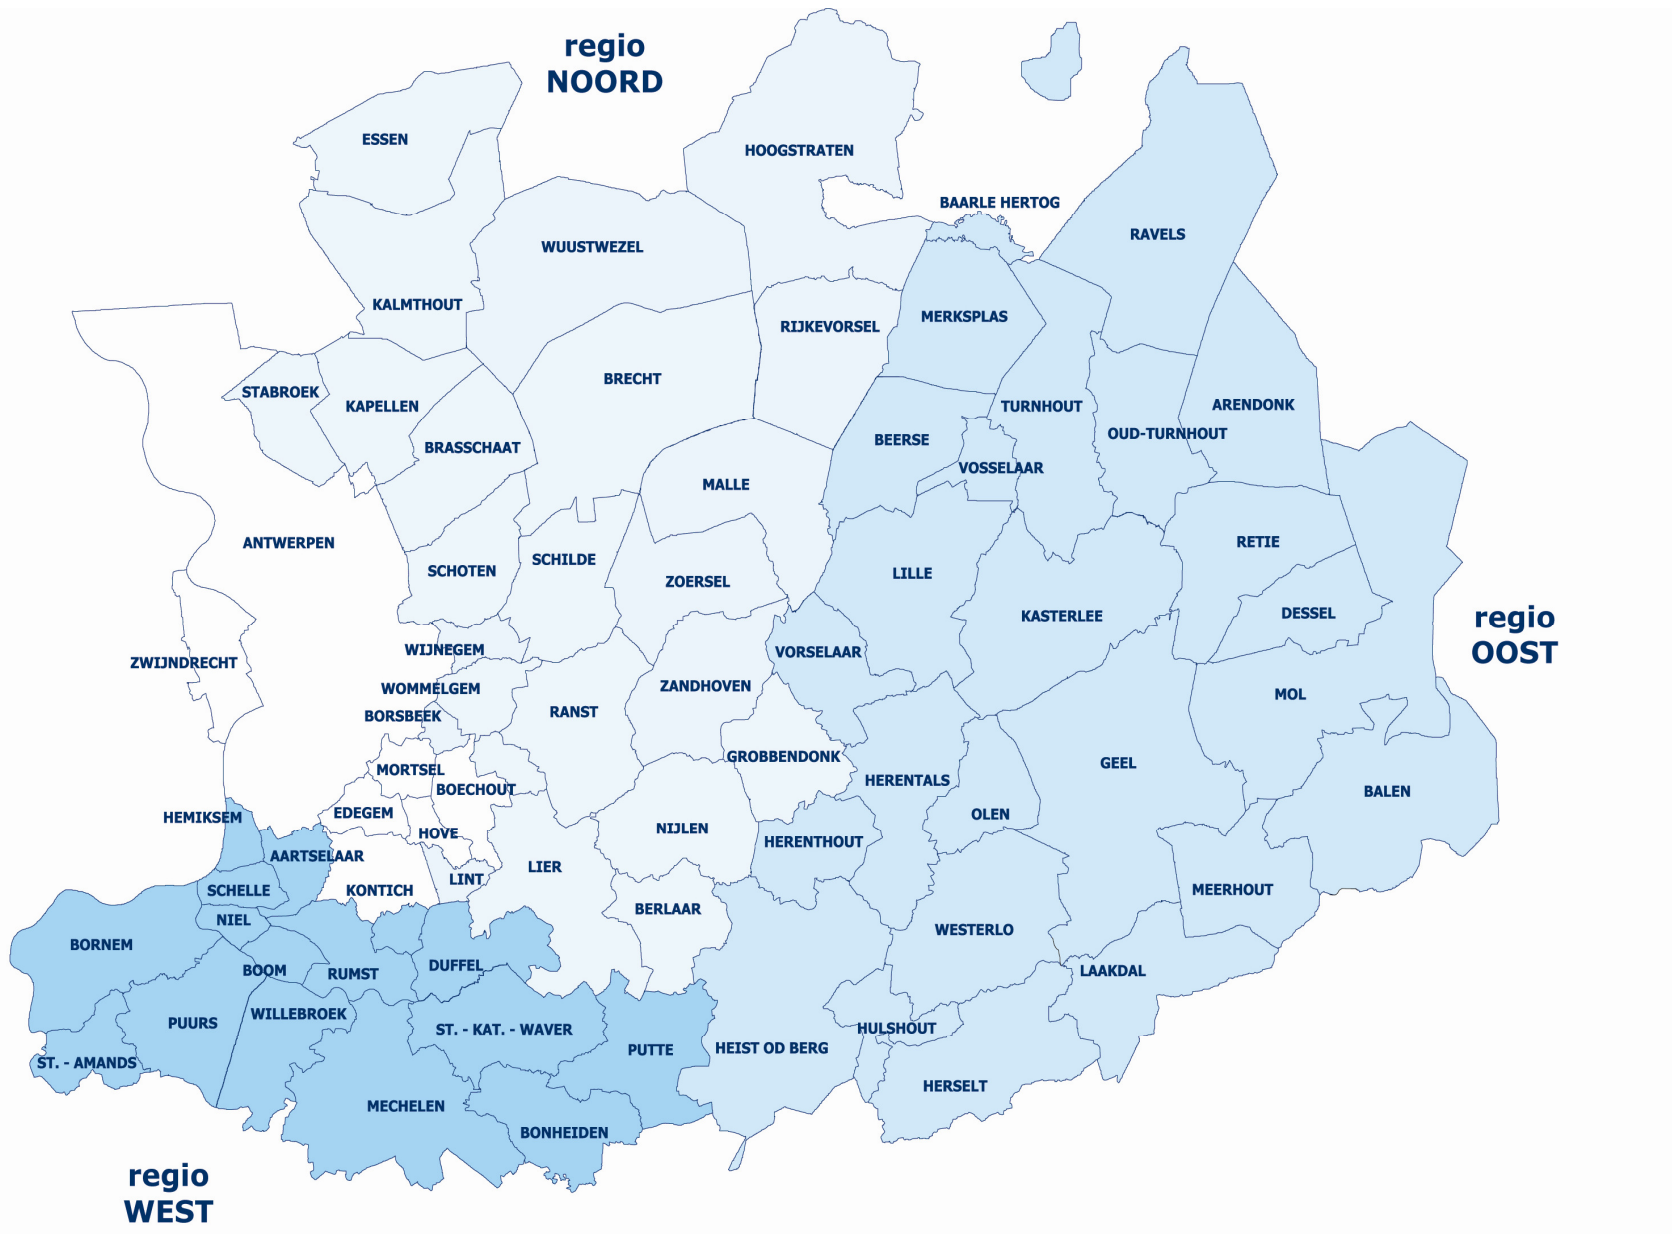 regio
NOORD
ESSEN
HOOGSTRATEN
BAARLE HERTOG
RAVELS
WUUSTWEZEL
KALMTHOUT
MERKSPLAS
RIJKEVORSEL
BRECHT
STABROEK
KAPELLEN
TURNHOUT
ARENDONK
OUD-TURNHOUT
BEERSE
BRASSCHAAT
VOSSELAAR
MALLE
ANTWERPEN
RETIE
SCHILDE
SCHOTEN
LILLE
ZOERSEL
DESSEL
KASTERLEE
regio
OOST
WIJNEGEM
VORSELAAR
ZWIJNDRECHT
ZANDHOVEN
WOMMELGEM
MOL
RANST
BORSBEEK
GROBBENDONK
GEEL
MORTSEL
HERENTALS
BOECHOUT
BALEN
EDEGEM
OLEN
HEMIKSEM
NIJLEN
HOVE
HERENTHOUT
AARTSELAAR
LIER
LINT
SCHELLE
KONTICH
MEERHOUT
BERLAAR
NIEL
WESTERLO
BORNEM
DUFFEL
BOOM
RUMST
LAAKDAL
WILLEBROEK
PUURS
ST. - KAT. - WAVER
HULSHOUT
PUTTE
HEIST OD BERG
ST. - AMANDS
HERSELT
MECHELEN
BONHEIDEN
regio
WEST